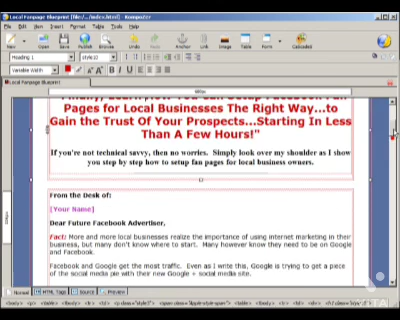 Local Fanpage Blueprint [file:/.../index.html] - Kompozer
File Edit View Insert Format Table Tools Help
New Open Save Publish Browse Undo Redo Anchor Link Image Table Form CaScadeS
Heading 1
Variable Width
Local Fanpage Blueprint
Pages for Local Businesses The Right Way...to
Gain the Trust Of Your Prospects...Starting In Less
Than A Few Hours!"
If you're not technical savvy, then no worries. Simply look over my shoulder as I show
you step by step how to setup fan pages for local business owners.
From the Desk of:
[Your Name]
Dear Future Facebook Advertiser,
Fact: More and more local businesses realize the importance of using internet marketing in their
business, but many don't know where to start. Many however know they need to be on Google
and Facebook.
Facebook and Google get the most traffic. Even as I write this, Google is trying to get a piece
of the social media pie with their new Google + social media site.
Normal HTML Tags Source Preview